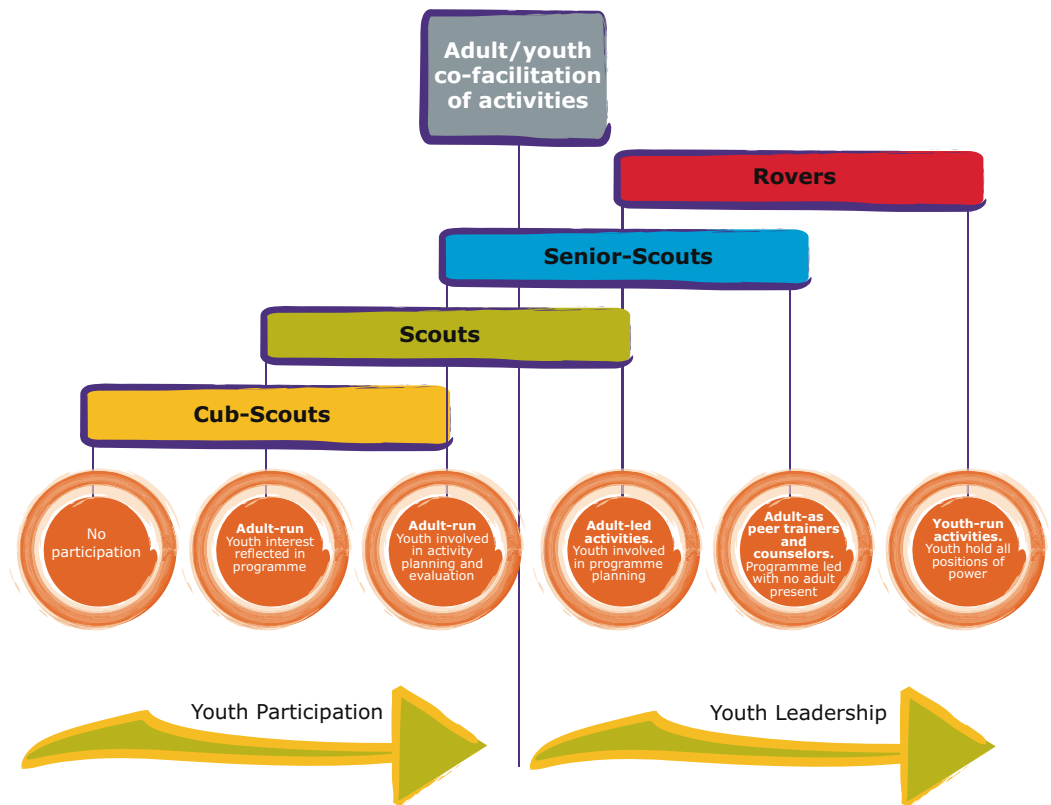 Adult/youth
co-facilitation
of activities
Rovers
Senior-Scouts
Scouts
Cub-Scouts
No
participation
Adult-run
Youth interest
reflected in
programme
Adult-run
Youth involved
in activity
planning and
evaluation
Adult-led
activities.
Youth involved
in programme
planning
Adult-as
peer trainers
and
counselors.
Programme led
with no adult
present
Youth-run
activities.
Youth hold all
positions of
power
Youth Participation
Youth Leadership